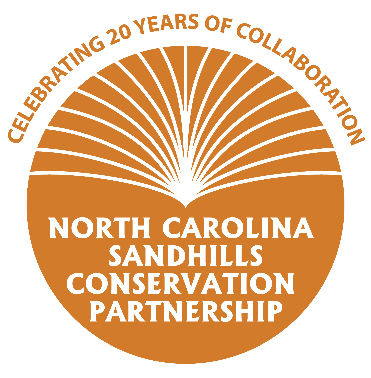 CELEBRATING 20 YEARS OF COLLABORATION
NORTH CAROLINA
SANDHILLS
CONSERVATION
PARTNERSHIP